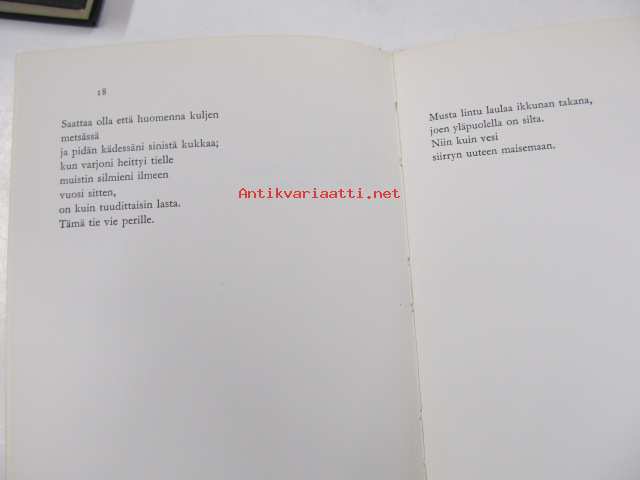 18
Saattaa olla että huomenna kuljen
metsässä
ja pidän kädessäni sinistä kukkaa;
kun varjoni heittyi tielle
muistin silmieni ilmeen
vuosi sitten,
on kuin tuudittaisin lasta.
Tämä tie vie perille.
Antikvariaatti.net
Musta lintu laulaa ikkunan takana,
joen yläpuolella on silta.
Niin kuin vesi
siirryn uuteen maisemaan.